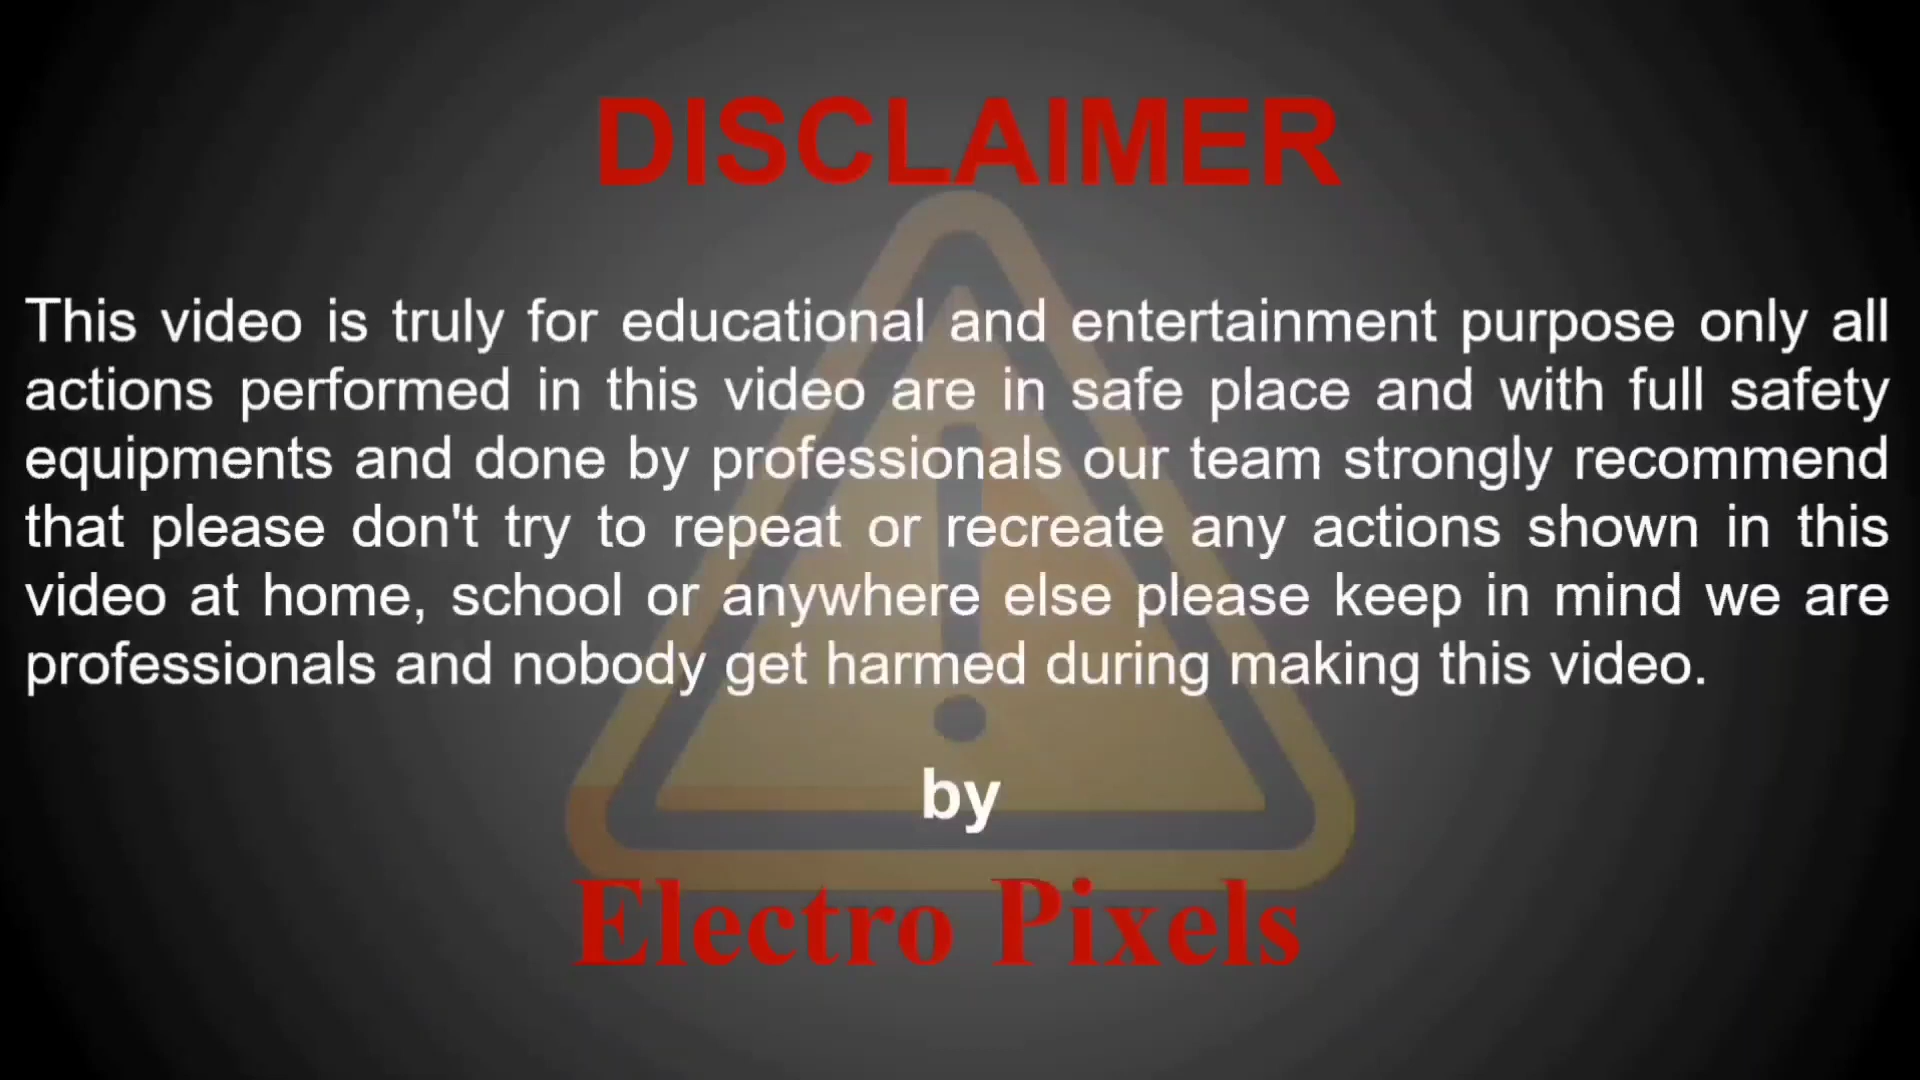 DISCLAIMER
This video is truly for educational and entertainment purpose only all
actions performed in this video are in safe place and with full safety
equipments and done by professionals our team strongly recommend
that please don't try to repeat or recreate any actions shown in this
video at home, school or anywhere else please keep in mind we are
professionals and nobody get harmed during making this video.
by
Electro Pixels